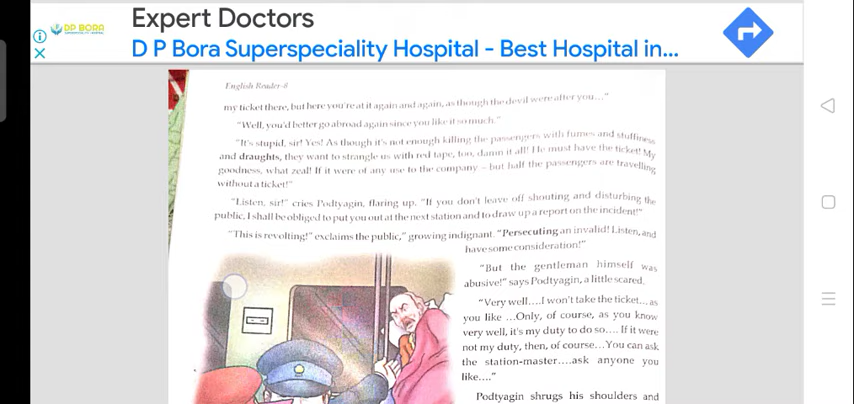 Expert Doctors
DP BORA
D P Bora Superspeciality Hospital - Best Hospital in...
English Reader-8
my ticket there, but here you're at it again and again, as though the devil were after you..."
"Well, you'd better go abroad again since you like it so much."
"It's stupid, sir! Yes! As though it's not enough killing the passengers with fumes and stuffiness
and draughts, they want to strangle us with red tape, too, damn it all! He must have the ticket! My
goodness, what zeal! If it were of any use to the company – but half the passengers are travelling
without a ticket!"
"Listen, sir!" cries Podtyagin, flaring up. "If you don't leave off shouting and disturbing the
public, I shall be obliged to put you out at the next station and to draw up a report on the incident!"
"This is revolting!" exclaims the public," growing indignant. "Persecuting an invalid! Listen, and
have some consideration!"
"But the gentleman himself was
abusive!" says Podtyagin, a little scared.
"Very well....I won't take the ticket... as
you like ...Only, of course, as you know
very well, it's my duty to do so.... If it were
not my duty, then, of course...You can ask
the station-master....ask anyone you
like...."
Podtyagin shrugs his shoulders and